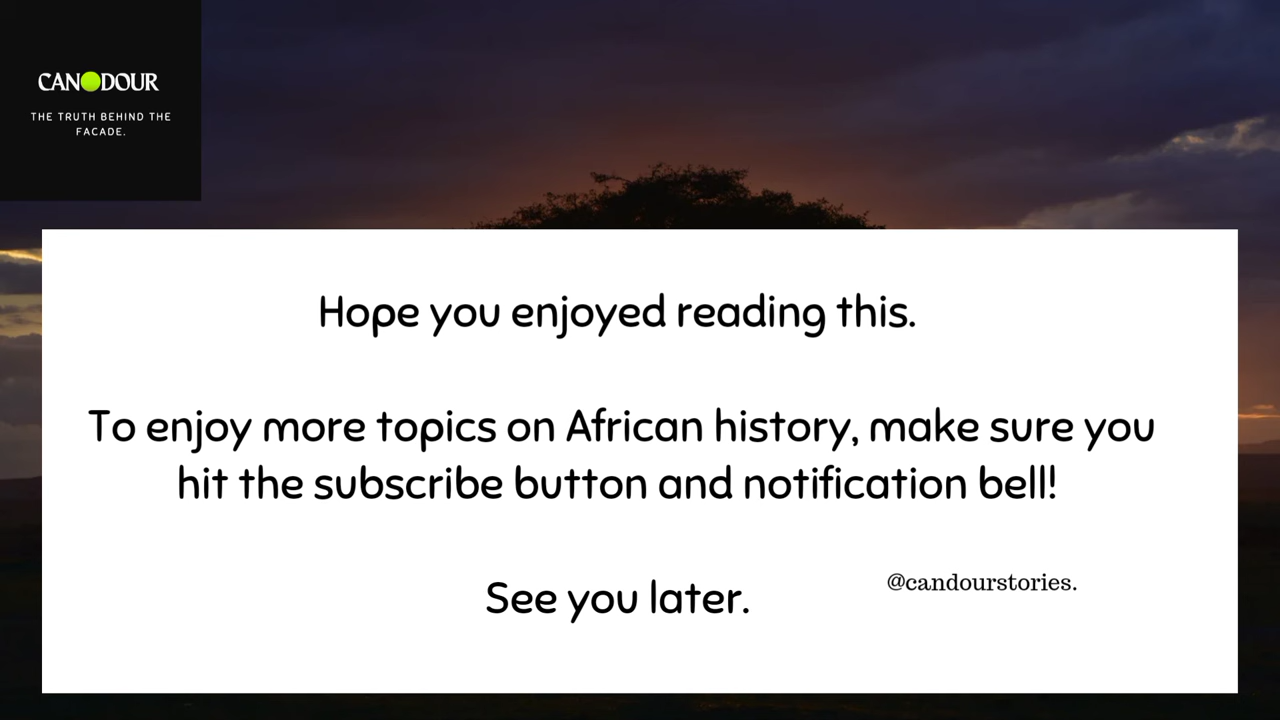 CANDOUR
THE TRUTH BEHIND THE
FACADE.
Hope you enjoyed reading this.
To enjoy more topics on African history, make sure you
hit the subscribe button and notification bell!
See you later.
@candourstories.